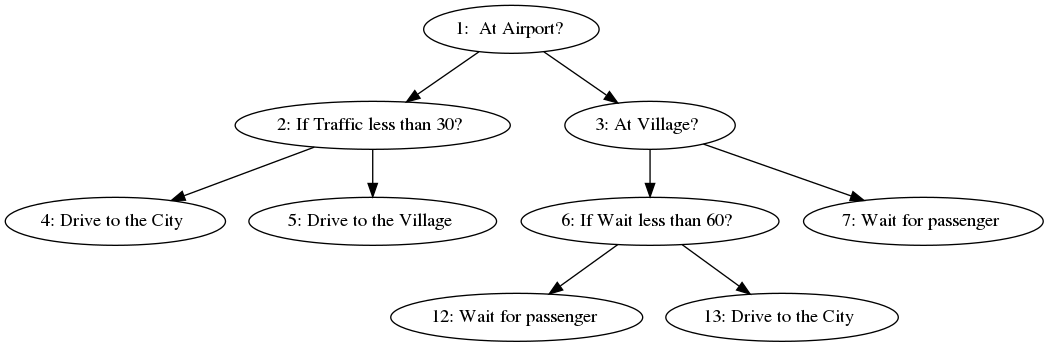 1: At Airport?
2: If Traffic less than 30?
3: At Village?
4: Drive to the City
5: Drive to the Village
6: If Wait less than 60?
7: Wait for passenger
12: Wait for passenger
13: Drive to the City